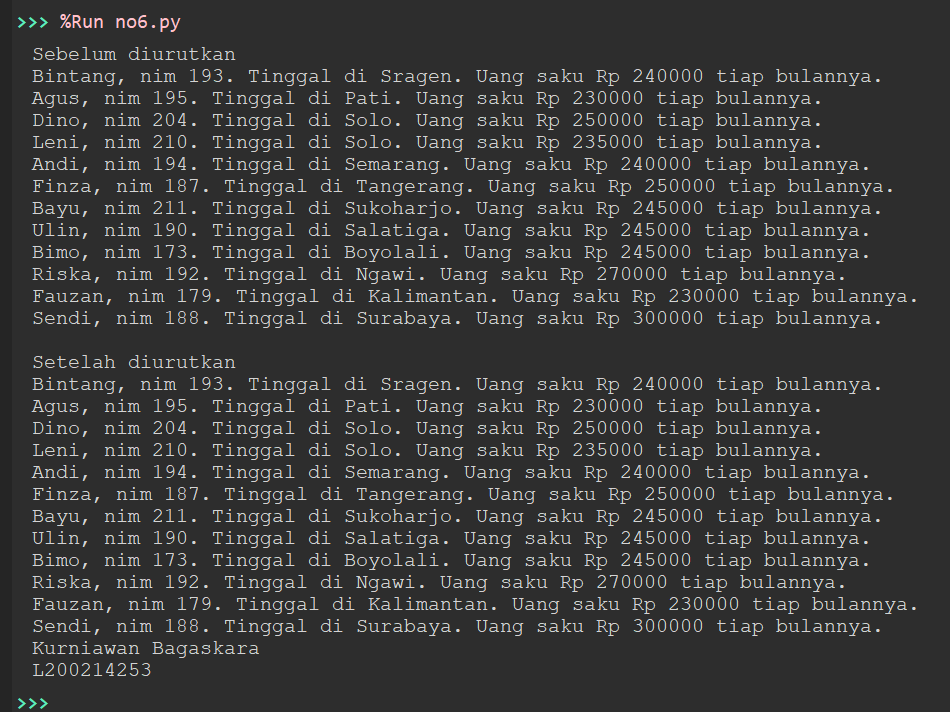 >>> %Run no6.py
Sebelum diurutkan
Bintang, nim 193. Tinggal di Sragen. Uang saku Rp 240000 tiap bulannya.
Agus, nim 195. Tinggal di Pati. Uang saku Rp 230000 tiap bulannya.
Dino, nim 204. Tinggal di Solo. Uang saku Rp 250000 tiap bulannya.
Leni, nim 210. Tinggal di Solo. Uang saku Rp 235000 tiap bulannya.
Andi, nim 194. Tinggal di Semarang. Uang saku Rp 240000 tiap bulannya.
Finza, nim 187. Tinggal di Tangerang. Uang saku Rp 250000 tiap bulannya.
Bayu, nim 211. Tinggal di Sukoharjo. Uang saku Rp 245000 tiap bulannya.
Ulin, nim 190. Tinggal di Salatiga. Uang saku Rp 245000 tiap bulannya.
Bimo, nim 173. Tinggal di Boyolali. Uang saku Rp 245000 tiap bulannya.
Riska, nim 192. Tinggal di Ngawi. Uang saku Rp 270000 tiap bulannya.
Fauzan, nim 179. Tinggal di Kalimantan. Uang saku Rp 230000 tiap bulannya.
Sendi, nim 188. Tinggal di Surabaya. Uang saku Rp 300000 tiap bulannya.
Setelah diurutkan
Bintang, nim 193. Tinggal di Sragen. Uang saku Rp 240000 tiap bulannya.
Agus, nim 195. Tinggal di Pati. Uang saku Rp 230000 tiap bulannya.
Dino, nim 204. Tinggal di Solo. Uang saku Rp 250000 tiap bulannya.
Leni, nim 210. Tinggal di Solo. Uang saku Rp 235000 tiap bulannya.
Andi, nim 194. Tinggal di Semarang. Uang saku Rp 240000 tiap bulannya.
Finza, nim 187. Tinggal di Tangerang. Uang saku Rp 250000 tiap bulannya.
Bayu, nim 211. Tinggal di Sukoharjo. Uang saku Rp 245000 tiap bulannya.
Ulin, nim 190. Tinggal di Salatiga. Uang saku Rp 245000 tiap bulannya.
Bimo, nim 173. Tinggal di Boyolali. Uang saku Rp 245000 tiap bulannya.
Riska, nim 192. Tinggal di Ngawi. Uang saku Rp 270000 tiap bulannya.
Fauzan, nim 179. Tinggal di Kalimantan. Uang saku Rp 230000 tiap bulannya.
Sendi, nim 188. Tinggal di Surabaya. Uang saku Rp 300000 tiap bulannya.
Kurniawan Bagaskara
L200214253
>>>